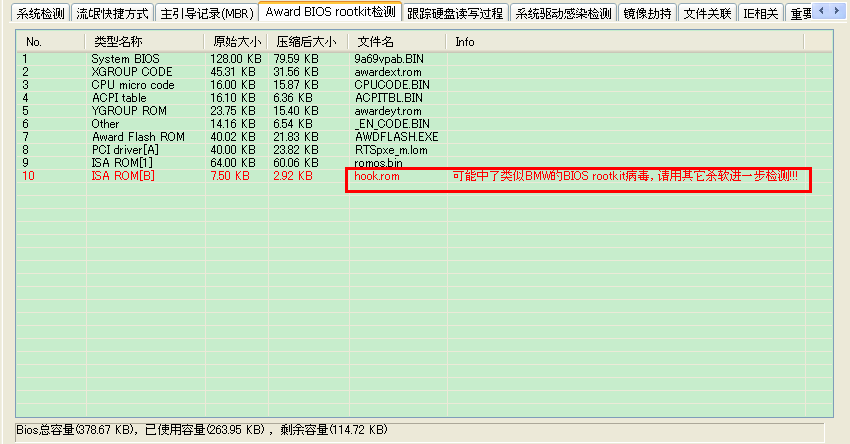 系统检测 流氓快捷方式 主引导记录(MBR) Award BIOS rootkit检测 跟踪硬盘读写过程 系统驱动感染检测 镜像劫持 文件关联 IE相关 重要
No. 类型名称 原始大小 压缩后大小 文件名 Info
1 System BIOS 128.00 KB 79.59 KB 9a69vpab.BIN
2 XGROUP CODE 45.31 KB 31.56 KB awardext.rom
3 CPU micro code 16.00 KB 15.87 KB CPUCODE.BIN
4 ACPI table 16.10 KB 6.36 KB ACPITBL.BIN
5 YGROUP ROM 23.75 KB 15.40 KB awardeyt.rom
6 Other 14.16 KB 6.54 KB _EN_CODE.BIN
7 Award Flash ROM 40.02 KB 21.83 KB AWDFLASH.EXE
8 PCI driver[A] 40.00 KB 23.82 KB RTSpxe_m.lom
9 ISA ROM[1] 64.00 KB 60.06 KB romos.bin
10 ISA ROM[B] 7.50 KB 2.92 KB hook.rom 可能中了类似BMW的BIOS rootkit病毒, 请用其它杀软进一步检测!!!
Bios总容量(378.67 KB)，已使用容量(263.95 KB) ，剩余容量(114.72 KB)